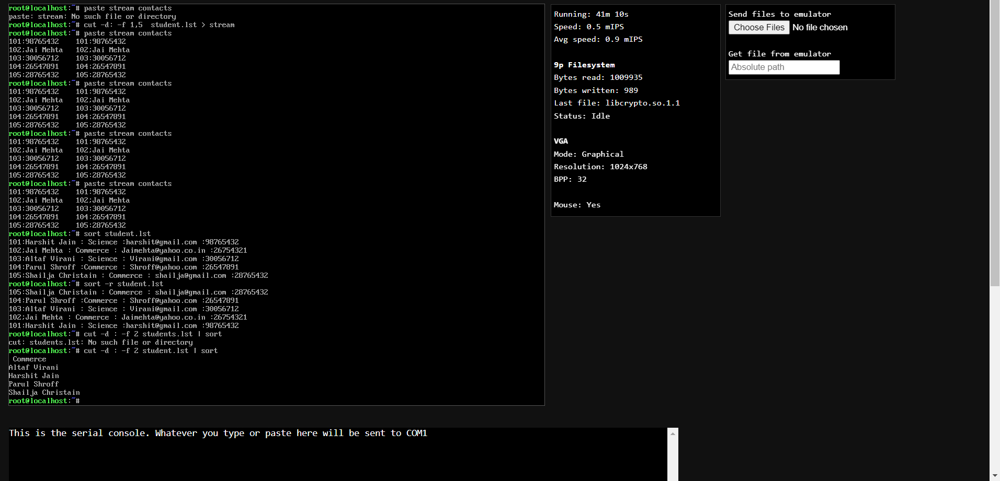 root@localhost:~# paste stream contacts
paste: stream: No such file or directory
root@localhost:~# cut -d: -f 1,5  student.lst > stream
root@localhost:~# paste stream contacts
101:98765432    101:98765432
102;Jai Mehta   102;Jai Mehta
103:30056712    103:30056712
104:26547891    104:26547891
105:28765432    105:28765432
root@localhost:~# paste stream contacts
101:98765432    101:98765432
102;Jai Mehta   102;Jai Mehta
103:30056712    103:30056712
104:26547891    104:26547891
105:28765432    105:28765432
root@localhost:~# paste stream contacts
101:98765432    101:98765432
102;Jai Mehta   102;Jai Mehta
103:30056712    103:30056712
104:26547891    104:26547891
105:28765432    105:28765432
root@localhost:~# paste stream contacts
101:98765432    101:98765432
102;Jai Mehta   102;Jai Mehta
103:30056712    103:30056712
104:26547891    104:26547891
105:28765432    105:28765432
root@localhost:~# sort student.lst
101:Harshit Jain : Science :harshit@gmail.com :98765432
102;Jai Mehta : Commerce : Jaimehta@yahoo.co.in :26754321
103:Altaf Virani : Science : Virani@gmail.com :30056712
104:Parul Shroff :Commerce : Shroff@yahoo.com :26547891
105:Shailja Christain : Commerce : shailja@gmail.com :28765432
root@localhost:~# sort -r student.lst
105:Shailja Christain : Commerce : shailja@gmail.com :28765432
104:Parul Shroff :Commerce : Shroff@yahoo.com :26547891
103:Altaf Virani : Science : Virani@gmail.com :30056712
102;Jai Mehta : Commerce : Jaimehta@yahoo.co.in :26754321
101:Harshit Jain : Science :harshit@gmail.com :98765432
root@localhost:~# cut -d : -f 2 students.lst | sort
cut: students.lst: No such file or directory
root@localhost:~# cut -d : -f 2 student.lst | sort
 Commerce
Altaf Virani
Harshit Jain
Parul Shroff
Shailja Christain
root@localhost:~#
Running: 41m 10s
Speed: 0.5 mIPS
Avg speed: 0.9 mIPS
9p Filesystem
Bytes read: 1009935
Bytes written: 989
Last file: libcrypto.so.1.1
Status: Idle
VGA
Mode: Graphical
Resolution: 1024x768
BPP: 32
Mouse: Yes
Send files to emulator
Choose Files No file chosen
Get file from emulator
Absolute path
This is the serial console. Whatever you type or paste here will be sent to COM1